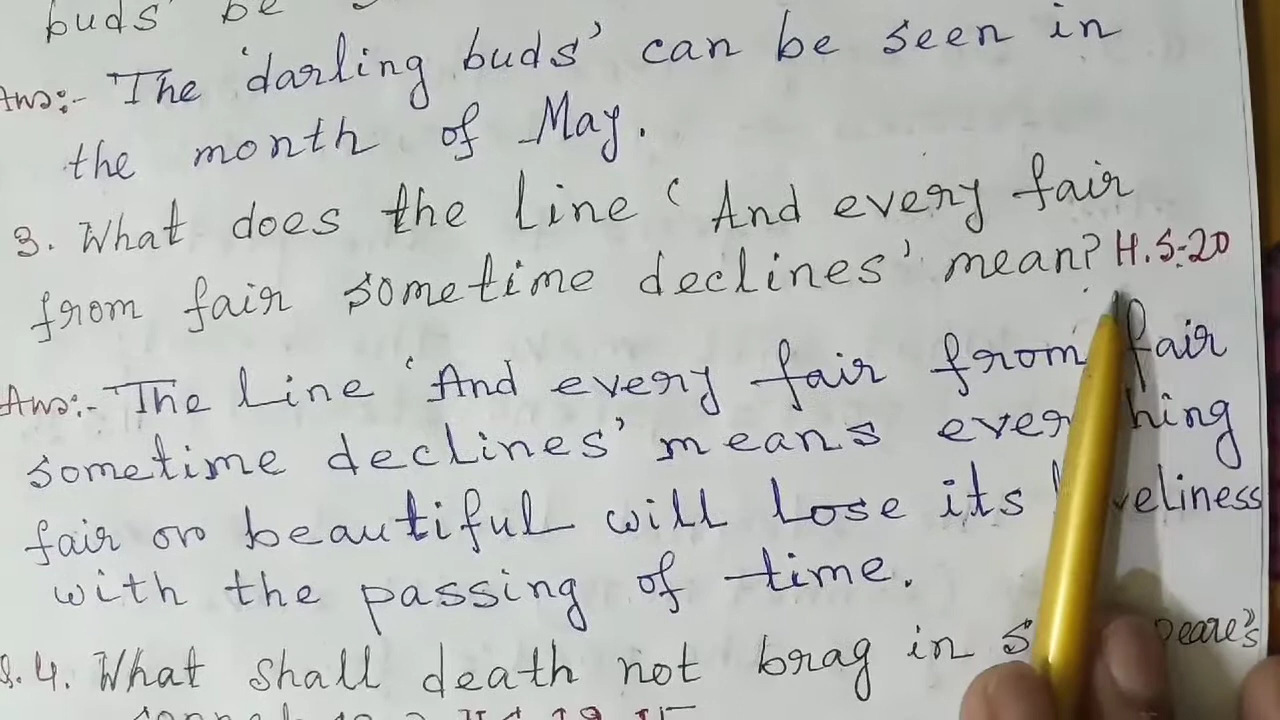 buds' be
Ans:- The 'darling buds' can be seen in
the month of May.
3. What does the line 'And every fair
from fair sometime declines' mean? H.S-20
Ans:- The line 'And every fair from fair
sometime declines' means everything
fair or beautiful will lose its loveliness
with the passing of time.
Q.4. What shall death not brag in